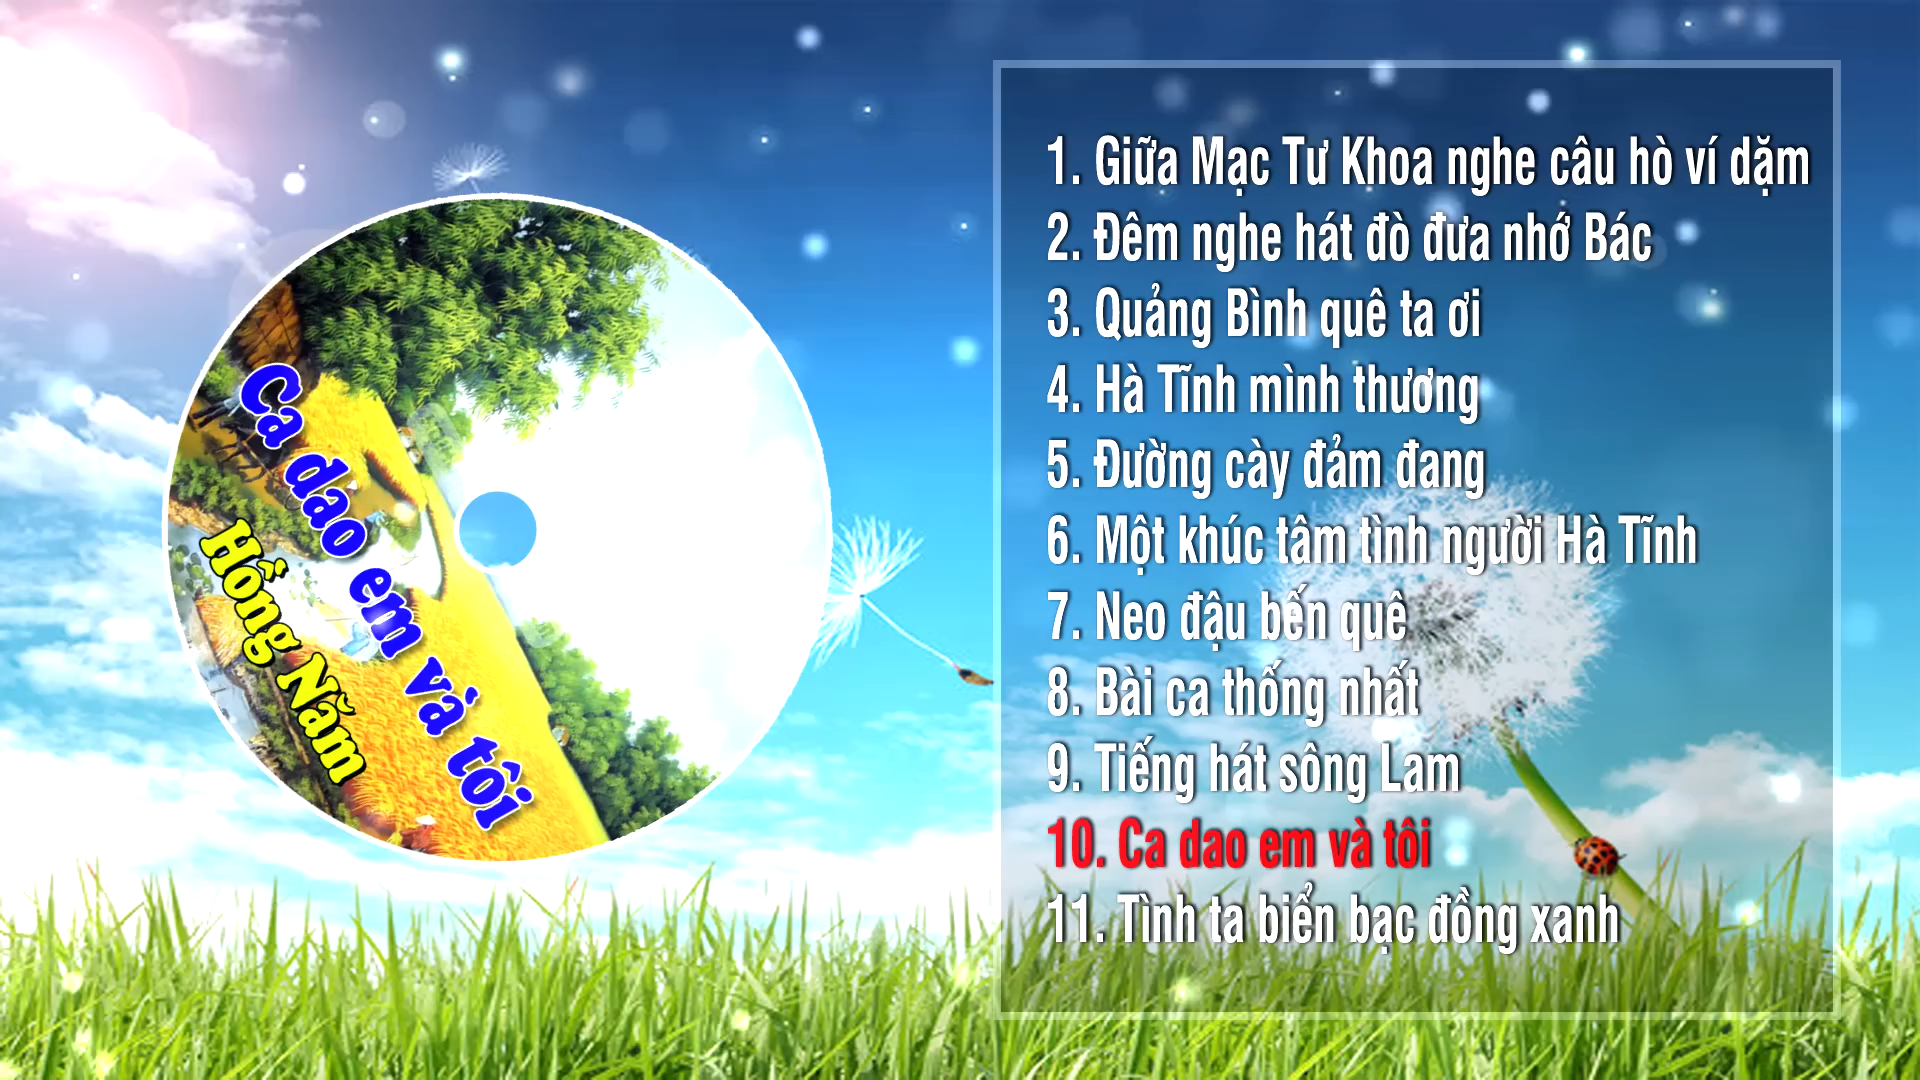 Ca dao em và tôi
Hồng Năm
1. Giữa Mạc Tư Khoa nghe câu hò ví dặm
2. Đêm nghe hát đò đưa nhớ Bác
3. Quảng Bình quê ta ơi
4. Hà Tĩnh mình thương
5. Đường cày đảm đang
6. Một khúc tâm tình người Hà Tĩnh
7. Neo đậu bến quê
8. Bài ca thống nhất
9. Tiếng hát sông Lam
10. Ca dao em và tôi
11. Tình ta biển bạc đồng xanh